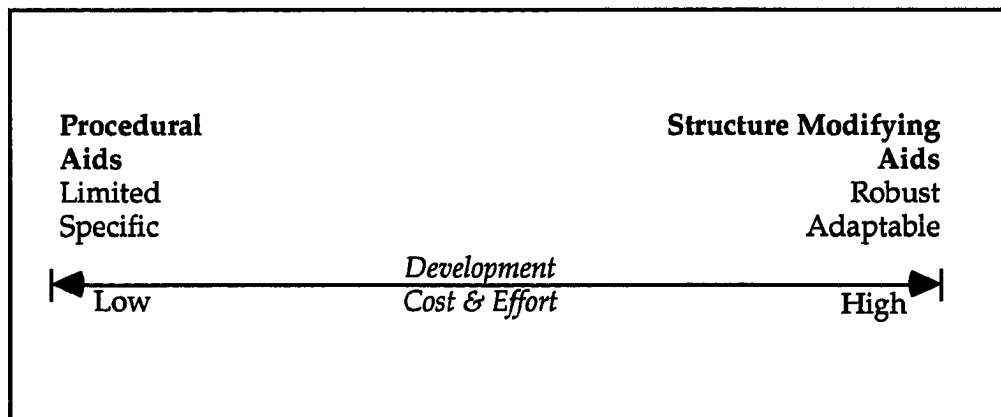 Procedural
Aids
Limited
Specific
Structure Modifying
Aids
Robust
Adaptable
Development
Cost & Effort
Low
High